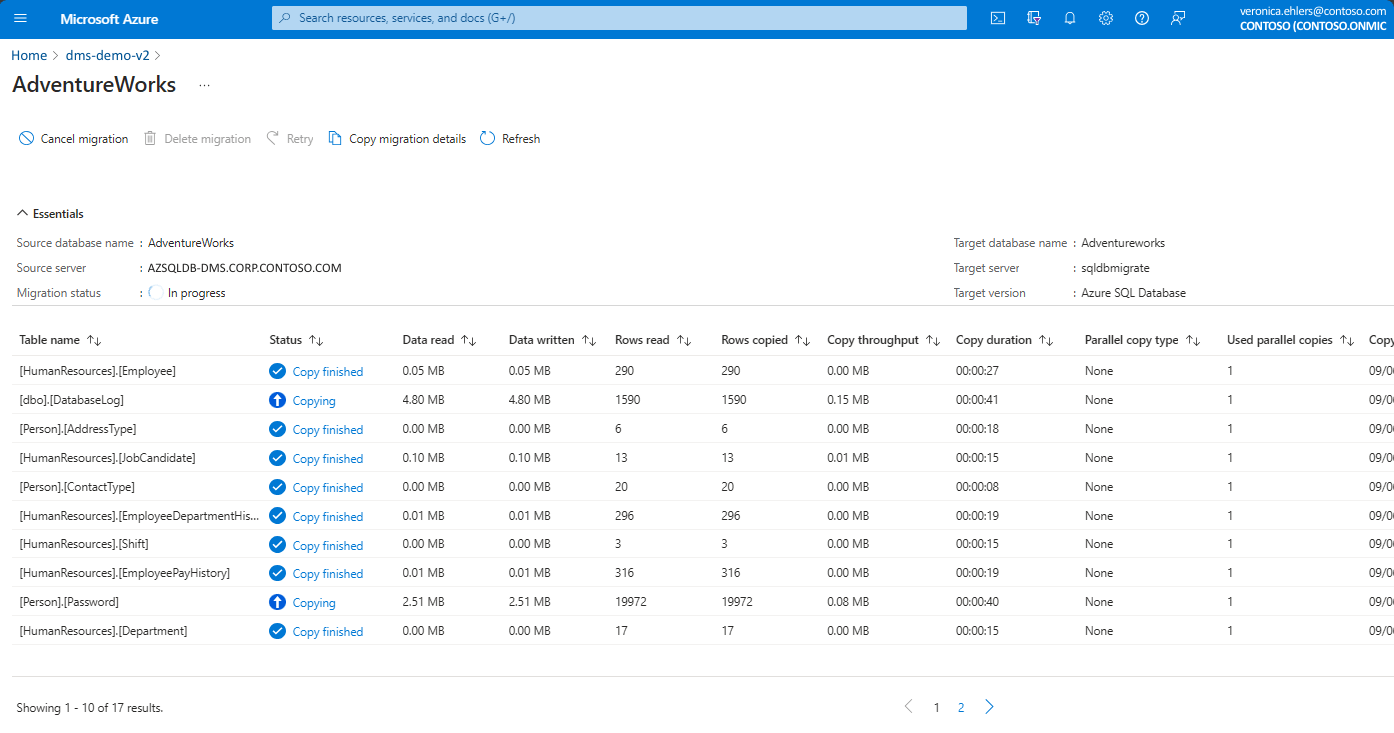 Microsoft Azure
Search resources, services, and docs (G+/)
veronica.ehlers@contoso.com
CONTOSO (CONTOSO.ONMIC
Home > dms-demo-v2 >
AdventureWorks ...
Cancel migration Delete migration Retry Copy migration details Refresh
Essentials
Source database name : AdventureWorks Target database name : Adventureworks
Source server : AZSQLDB-DMS.CORP.CONTOSO.COM Target server : sqldbmigrate
Migration status : In progress Target version : Azure SQL Database
Table name Status Data read Data written Rows read Rows copied Copy throughput Copy duration Parallel copy type Used parallel copies Copy
[HumanResources].[Employee] Copy finished 0.05 MB 0.05 MB 290 290 0.00 MB 00:00:27 None 1 09/0
[dbo].[DatabaseLog] Copying 4.80 MB 4.80 MB 1590 1590 0.15 MB 00:00:41 None 1 09/0
[Person].[AddressType] Copy finished 0.00 MB 0.00 MB 6 6 0.00 MB 00:00:18 None 1 09/0
[HumanResources].[JobCandidate] Copy finished 0.10 MB 0.10 MB 13 13 0.01 MB 00:00:15 None 1 09/0
[Person].[ContactType] Copy finished 0.00 MB 0.00 MB 20 20 0.00 MB 00:00:08 None 1 09/0
[HumanResources].[EmployeeDepartmentHis... Copy finished 0.01 MB 0.01 MB 296 296 0.00 MB 00:00:19 None 1 09/0
[HumanResources].[Shift] Copy finished 0.00 MB 0.00 MB 3 3 0.00 MB 00:00:15 None 1 09/0
[HumanResources].[EmployeePayHistory] Copy finished 0.01 MB 0.01 MB 316 316 0.00 MB 00:00:19 None 1 09/0
[Person].[Password] Copying 2.51 MB 2.51 MB 19972 19972 0.08 MB 00:00:40 None 1 09/0
[HumanResources].[Department] Copy finished 0.00 MB 0.00 MB 17 17 0.00 MB 00:00:15 None 1 09/0
Showing 1 - 10 of 17 results. < 1 2 >